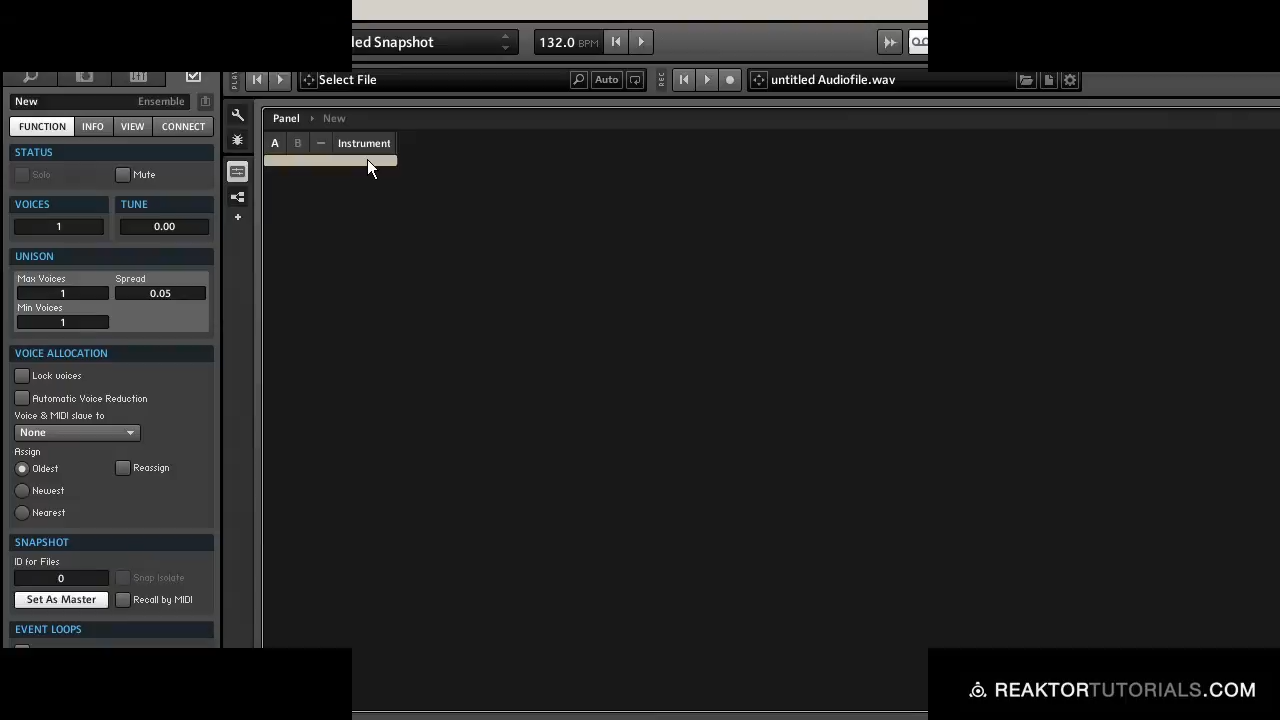 led Snapshot
132.0 BPM
PLAY
Select File
Auto
REC
untitled Audiofile.wav
New Ensemble
FUNCTION INFO VIEW CONNECT
Panel New
A B Instrument
STATUS
Solo Mute
VOICES TUNE
1 0.00
UNISON
Max Voices Spread
1 0.05
Min Voices
1
VOICE ALLOCATION
Lock voices
Automatic Voice Reduction
Voice & MIDI slave to
None
Assign
Oldest Reassign
Newest
Nearest
SNAPSHOT
ID for Files
0 Snap Isolate
Set As Master Recall by MIDI
EVENT LOOPS
REAKTORTUTORIALS.COM